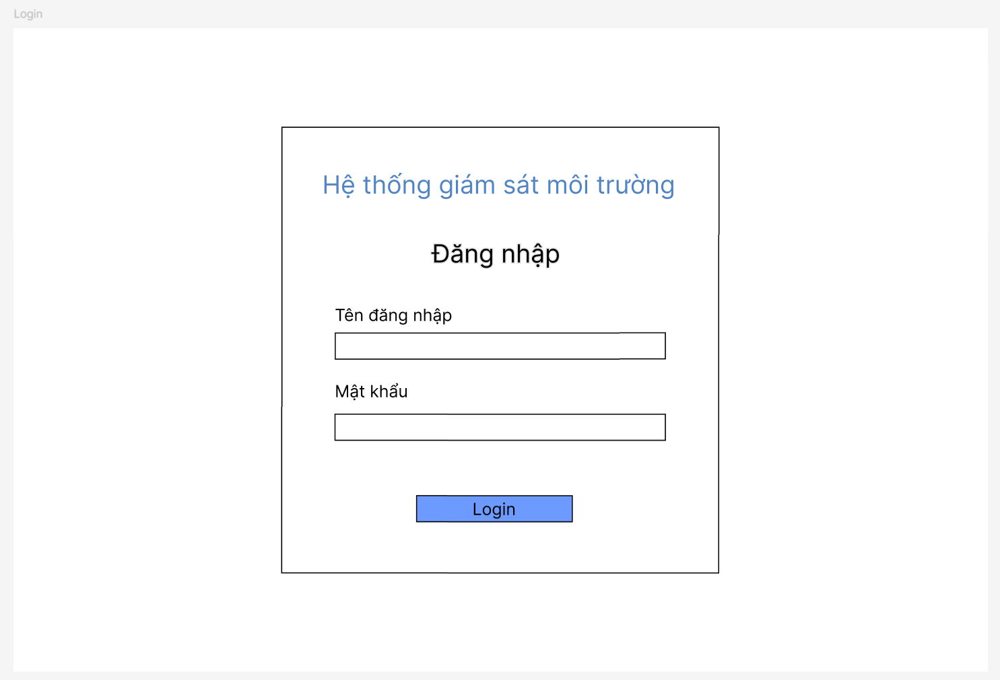 Login
Hệ thống giám sát môi trường
Đăng nhập
Tên đăng nhập
Mật khẩu
Login